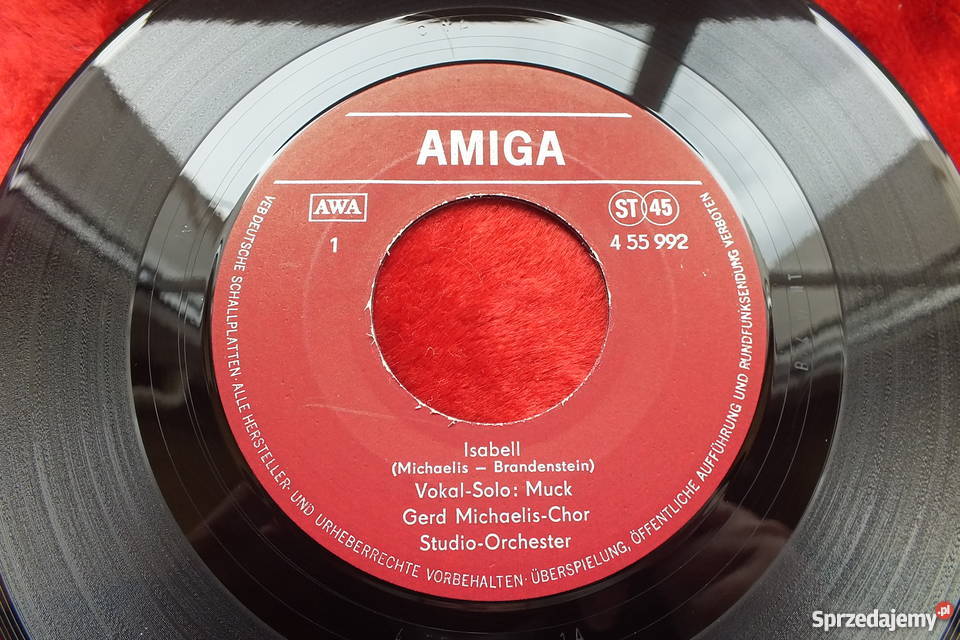 AMIGA
AWA
ST 45
1
4 55 992
Isabell
(Michaelis – Brandenstein)
Vokal-Solo: Muck
Gerd Michaelis-Chor
Studio-Orchester
VEB DEUTSCHE SCHALLPLATTEN · ALLE HERSTELLER- UND URHEBERRECHTE VORBEHALTEN · ÜBERSPIELUNG, ÖFFENTLICHE AUFFÜHRUNG UND RUNDFUNKSENDUNG VERBOTEN
Sprzedajemy.pl